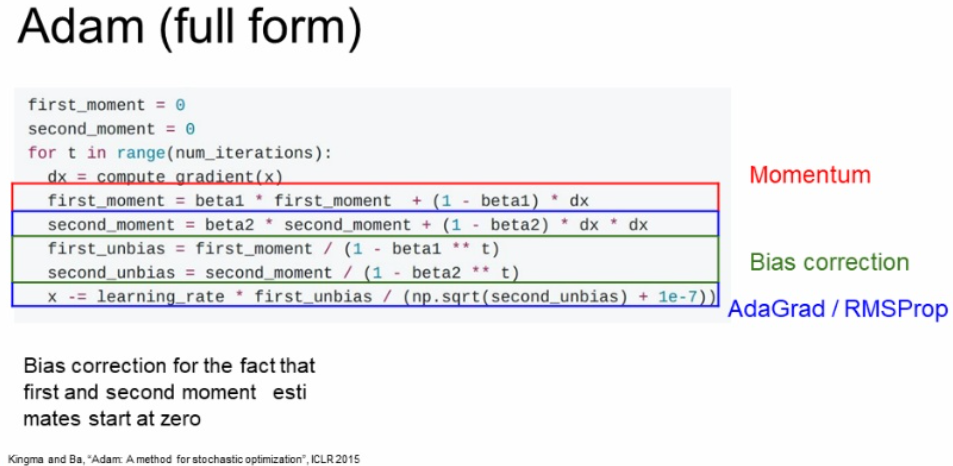 Adam (full form)
first_moment = 0
second_moment = 0
for t in range(num_iterations):
dx = compute_gradient(x)
first_moment = beta1 * first_moment + (1 - beta1) * dx
second_moment = beta2 * second_moment + (1 - beta2) * dx * dx
first_unbias = first_moment / (1 - beta1 ** t)
second_unbias = second_moment / (1 - beta2 ** t)
x -= learning_rate * first_unbias / (np.sqrt(second_unbias) + 1e-7))
Momentum
Bias correction
AdaGrad / RMSProp
Bias correction for the fact that
first and second moment esti
mates start at zero
Kingma and Ba, “Adam: A method for stochastic optimization”, ICLR 2015